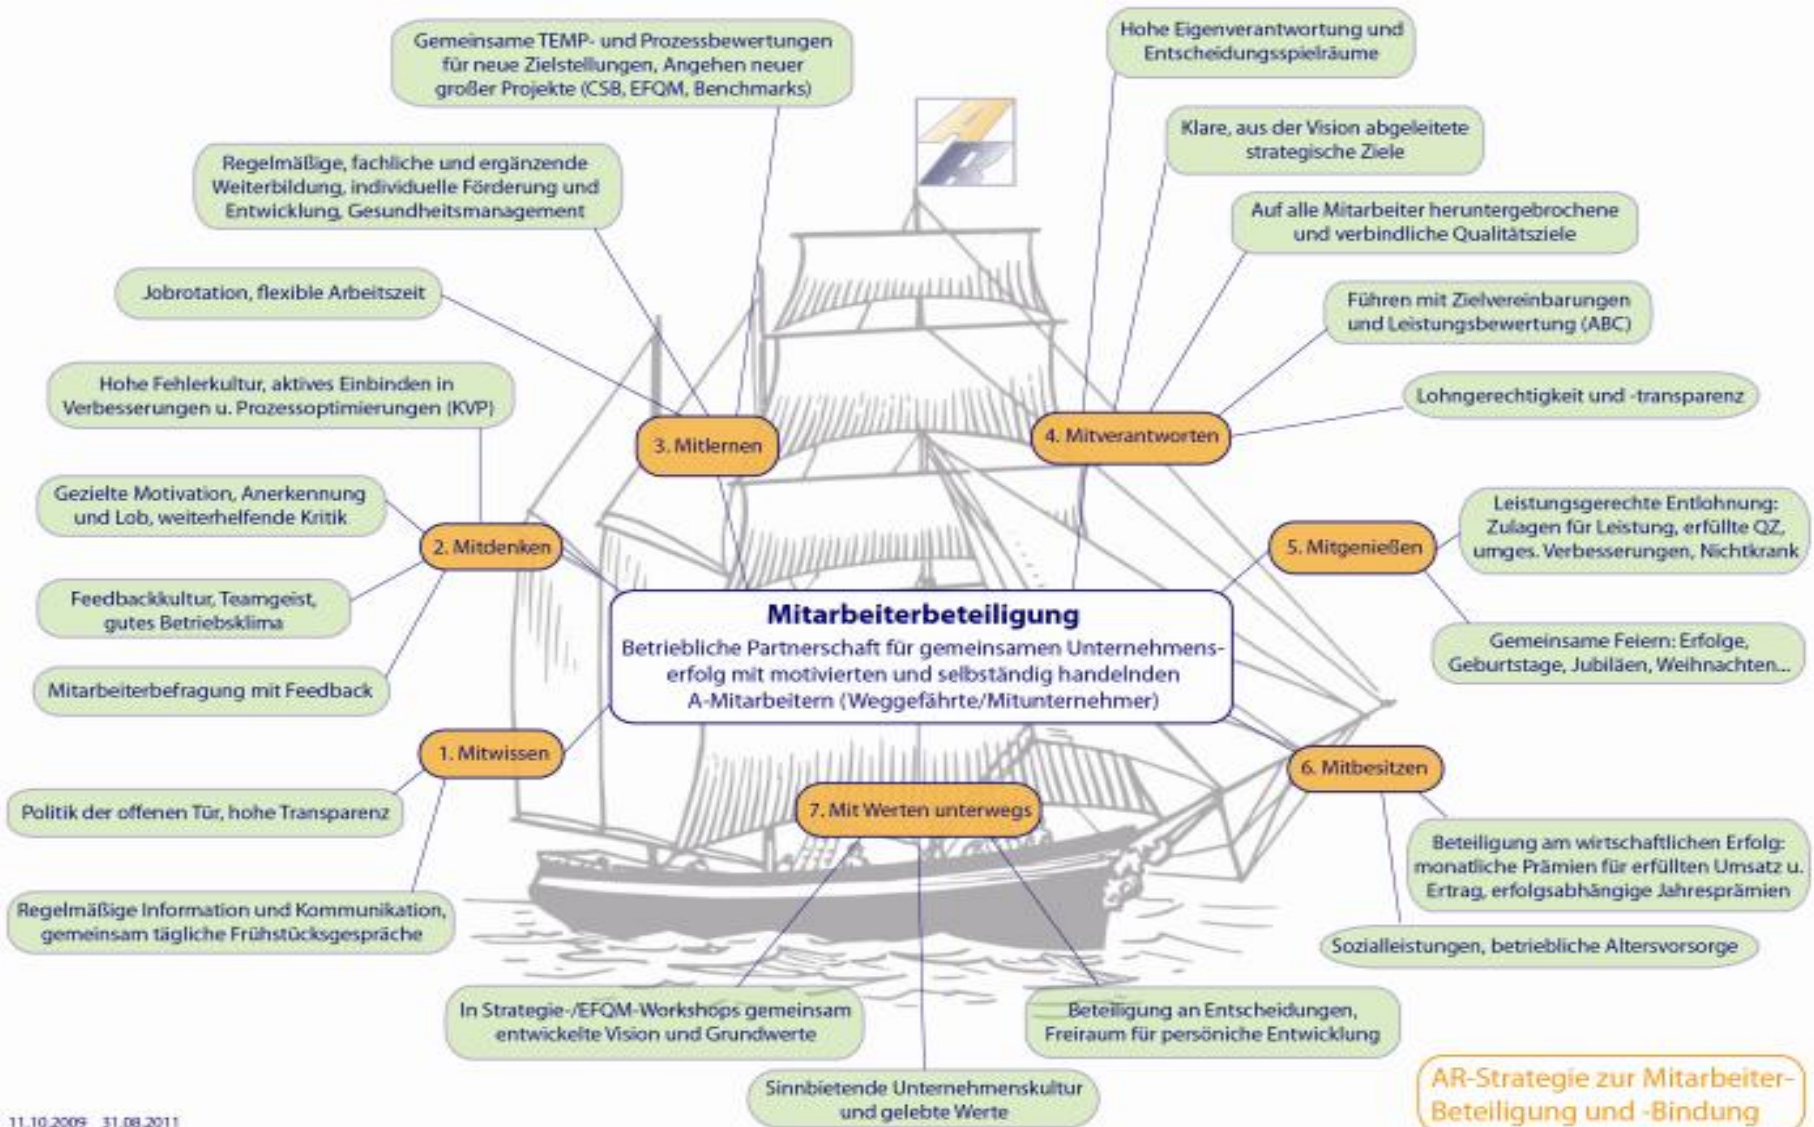 Gemeinsame TEMP- und Prozessbewertungen
für neue Zielstellungen, Angehen neuer
großer Projekte (CSB, EFQM, Benchmarks)
Hohe Eigenverantwortung und
Entscheidungsspielräume
Regelmäßige, fachliche und ergänzende
Weiterbildung, individuelle Förderung und
Entwicklung, Gesundheitsmanagement
Klare, aus der Vision abgeleitete
strategische Ziele
Auf alle Mitarbeiter heruntergebrochene
und verbindliche Qualitätsziele
Jobrotation, flexible Arbeitszeit
Führen mit Zielvereinbarungen
und Leistungsbewertung (ABC)
Hohe Fehlerkultur, aktives Einbinden in
Verbesserungen u. Prozessoptimierungen (KVP)
Lohngerechtigkeit und -transparenz
3. Mitlernen
4. Mitverantworten
Gezielte Motivation, Anerkennung
und Lob, weiterhelfende Kritik
2. Mitdenken
5. Mitgenießen
Leistungsgerechte Entlohnung:
Zulagen für Leistung, erfüllte QZ,
umges. Verbesserungen, Nichtkrank
Feedbackkultur, Teamgeist,
gutes Betriebsklima
Mitarbeiterbeteiligung
Betriebliche Partnerschaft für gemeinsamen Unternehmens-
erfolg mit motivierten und selbständig handelnden
A-Mitarbeitern (Weggefährte/Mitunternehmer)
Gemeinsame Feiern: Erfolge,
Geburtstage, Jubiläen, Weihnachten...
Mitarbeiterbefragung mit Feedback
1. Mitwissen
6. Mitbesitzen
Politik der offenen Tür, hohe Transparenz
7. Mit Werten unterwegs
Beteiligung am wirtschaftlichen Erfolg:
monatliche Prämien für erfüllten Umsatz u.
Ertrag, erfolgsabhängige Jahresprämien
Regelmäßige Information und Kommunikation,
gemeinsam tägliche Frühstücksgespräche
Sozialleistungen, betriebliche Altersvorsorge
In Strategie-/EFQM-Workshops gemeinsam
entwickelte Vision und Grundwerte
Beteiligung an Entscheidungen,
Freiraum für persöniche Entwicklung
Sinnbietende Unternehmenskultur
und gelebte Werte
AR-Strategie zur Mitarbeiter-
Beteiligung und -Bindung
11.10.2009 31.08.2011